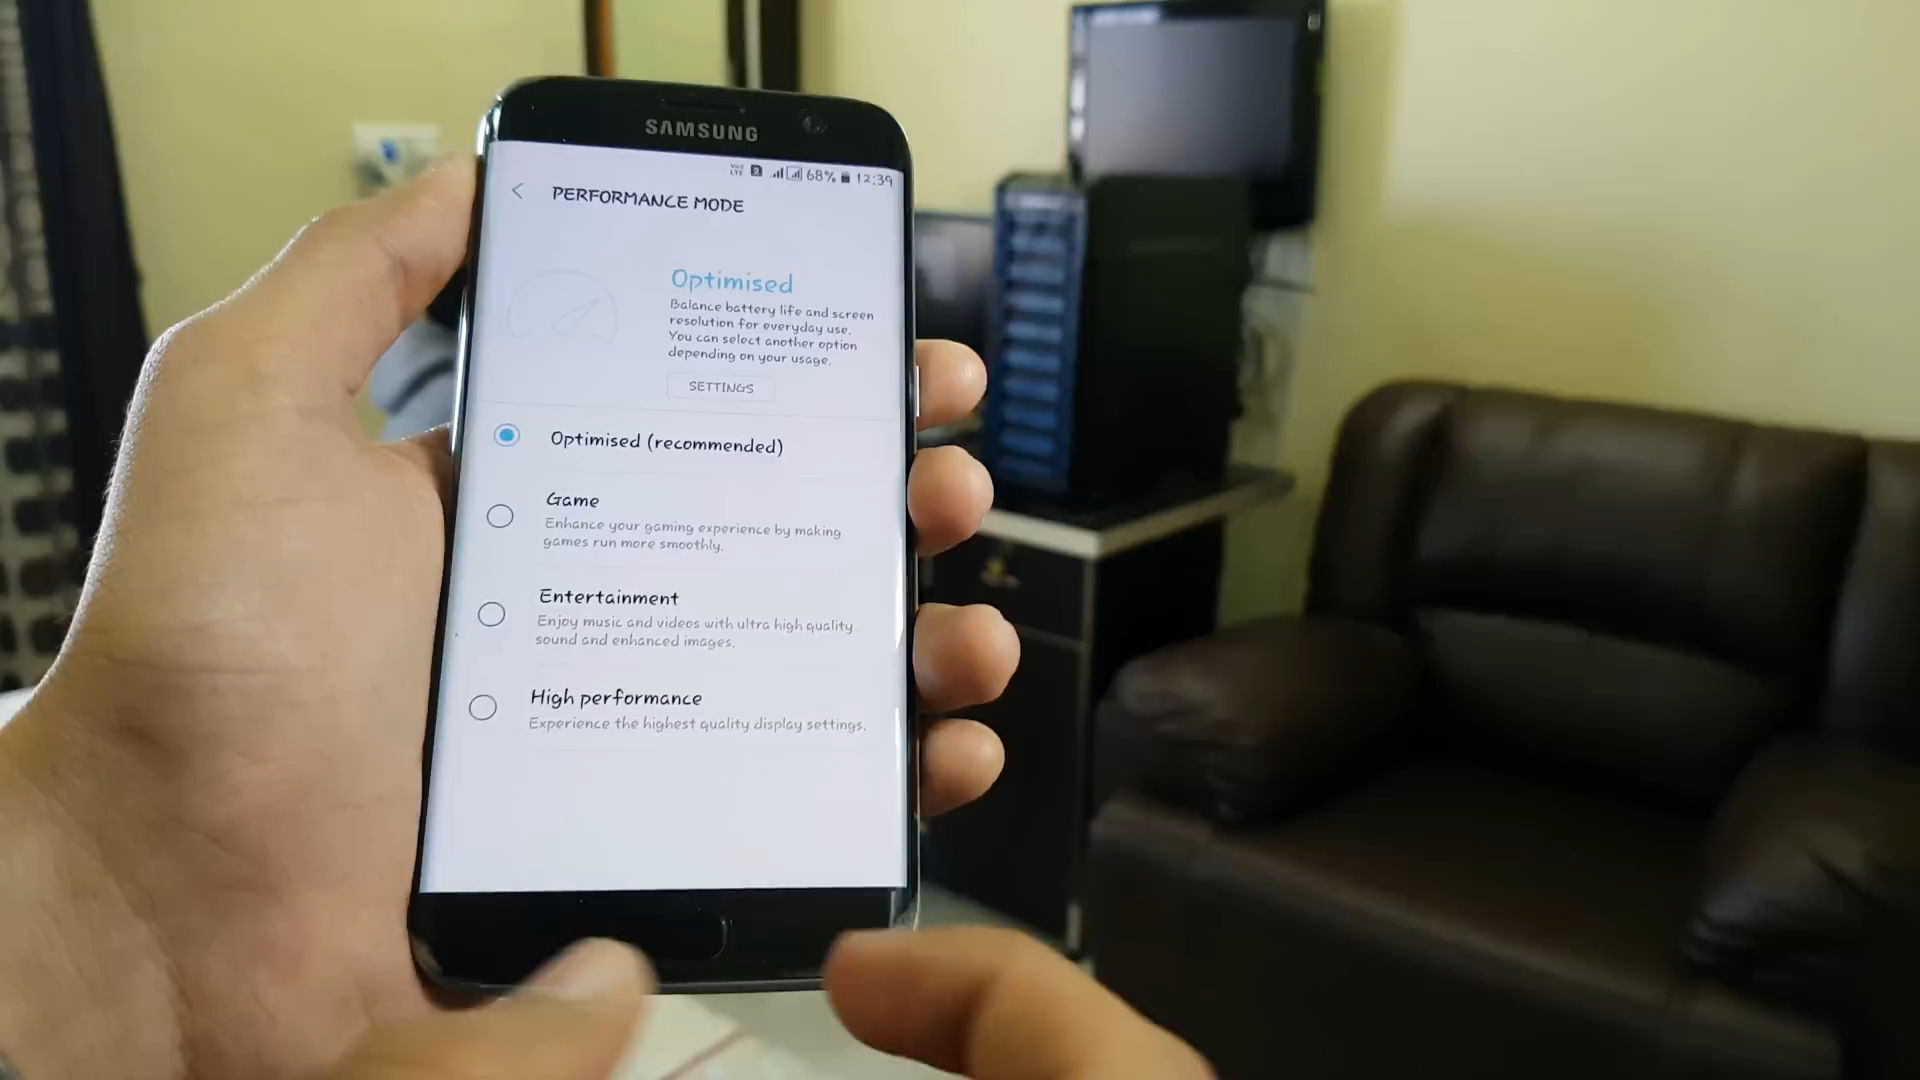 SAMSUNG
VoLTE 2 68% 12:39
PERFORMANCE MODE
Optimised
Balance battery life and screen
resolution for everyday use.
You can select another option
depending on your usage.
SETTINGS
Optimised (recommended)
Game
Enhance your gaming experience by making
games run more smoothly.
Entertainment
Enjoy music and videos with ultra high quality
sound and enhanced images.
High performance
Experience the highest quality display settings.